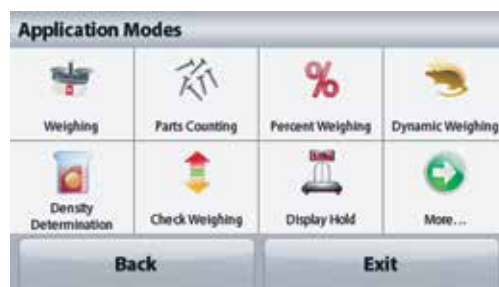 Application Modes
Weighing
Parts Counting
Percent Weighing
Dynamic Weighing
Density
Determination
Check Weighing
Display Hold
More...
Back
Exit